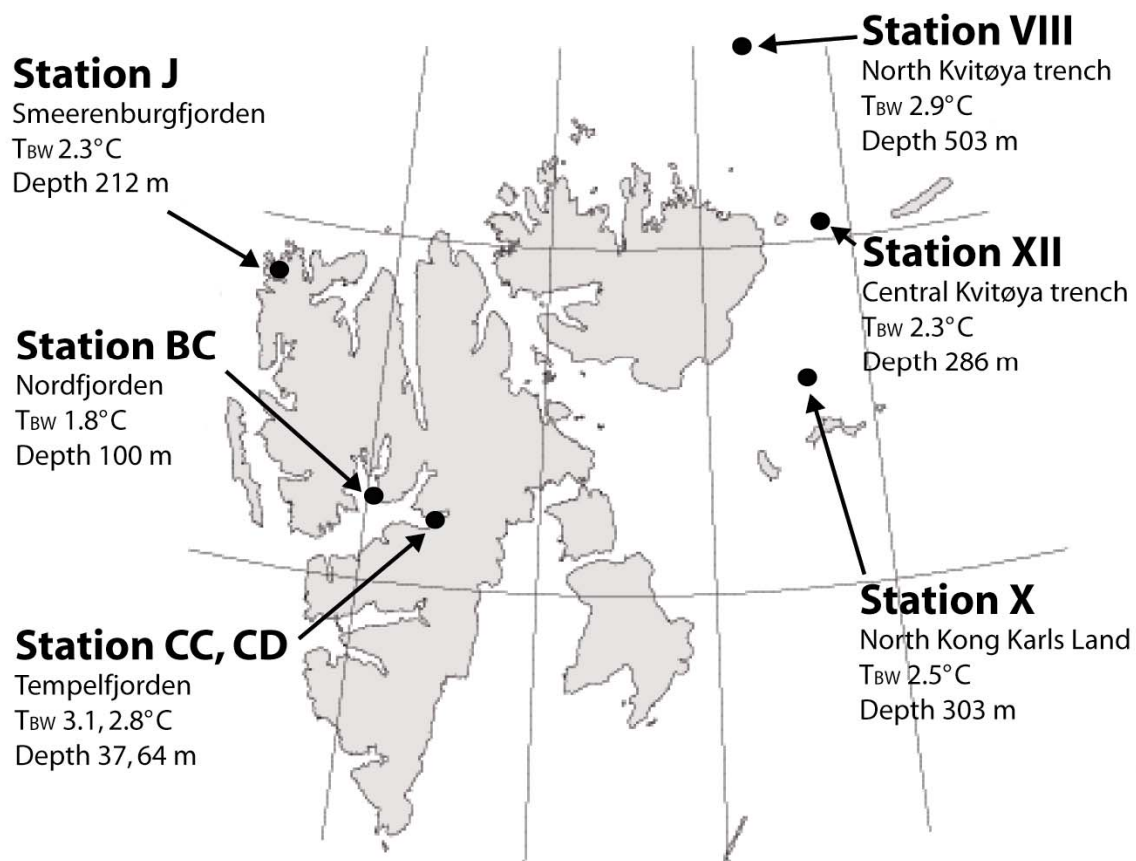 Station J
Smeerenburgfjorden
TBW 2.3°C
Depth 212 m
Station BC
Nordfjorden
TBW 1.8°C
Depth 100 m
Station CC, CD
Tempelfjorden
TBW 3.1, 2.8°C
Depth 37, 64 m
Station VIII
North Kvitøya trench
TBW 2.9°C
Depth 503 m
Station XII
Central Kvitøya trench
TBW 2.3°C
Depth 286 m
Station X
North Kong Karls Land
TBW 2.5°C
Depth 303 m